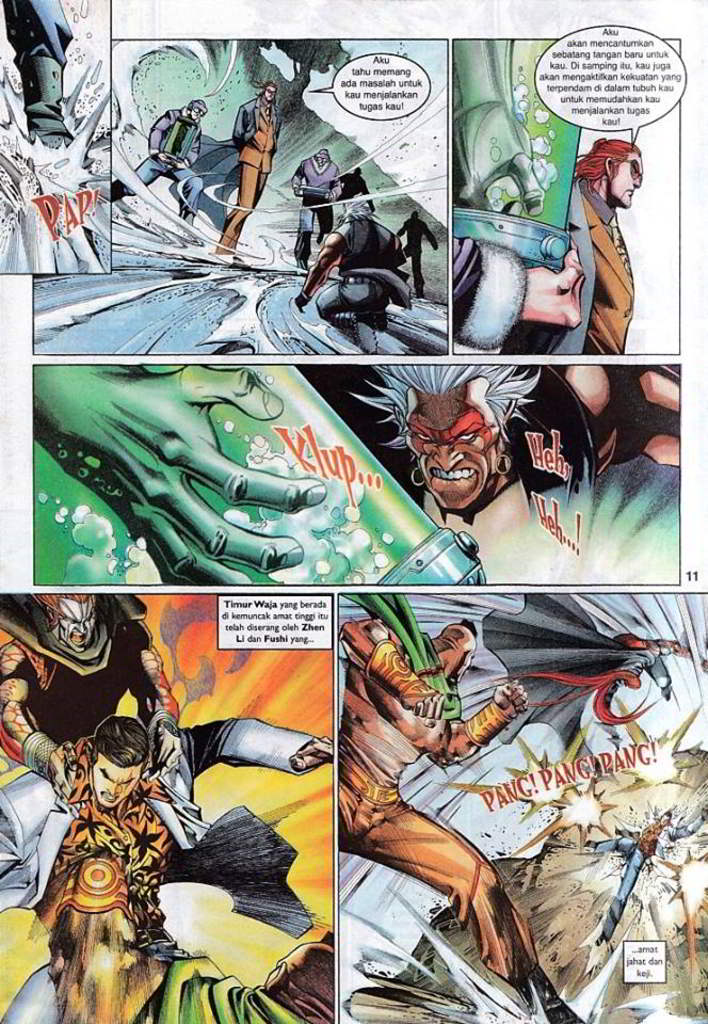 PAP!
Aku
tahu memang
ada masalah untuk
kau menjalankan
tugas kau!
Aku
akan mencantumkan
sebatang tangan baru untuk
kau. Di samping itu, kau juga
akan mengaktifkan kekuatan yang
terpendam di dalam tubuh kau
untuk memudahkan kau
menjalankan tugas
kau!
Klup...
Heh,
Heh...!
11
Timur Waja yang berada
di kemuncak amat tinggi itu
telah diserang oleh Zhen
Li dan Fushi yang...
PANG! PANG! PANG!
...amat
jahat dan
keji.